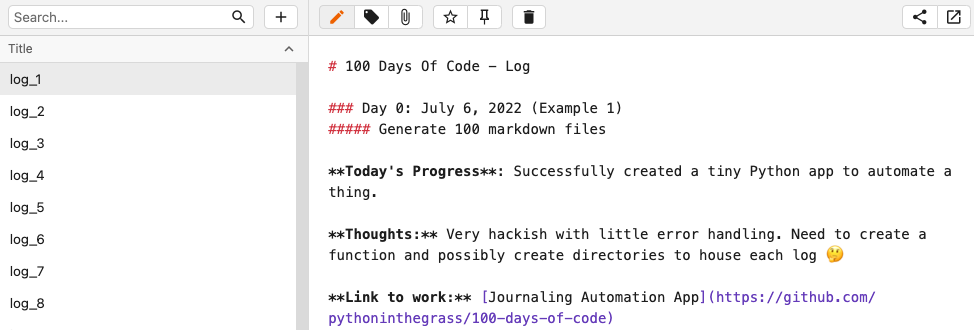 Search...
Title
log_1
log_2
log_3
log_4
log_5
log_6
log_7
log_8
# 100 Days Of Code - Log
### Day 0: July 6, 2022 (Example 1)
##### Generate 100 markdown files
**Today's Progress**: Successfully created a tiny Python app to automate a
thing.
**Thoughts:** Very hackish with little error handling. Need to create a
function and possibly create directories to house each log 🤔
**Link to work:** [Journaling Automation App](https://github.com/
pythoninthegrass/100-days-of-code)